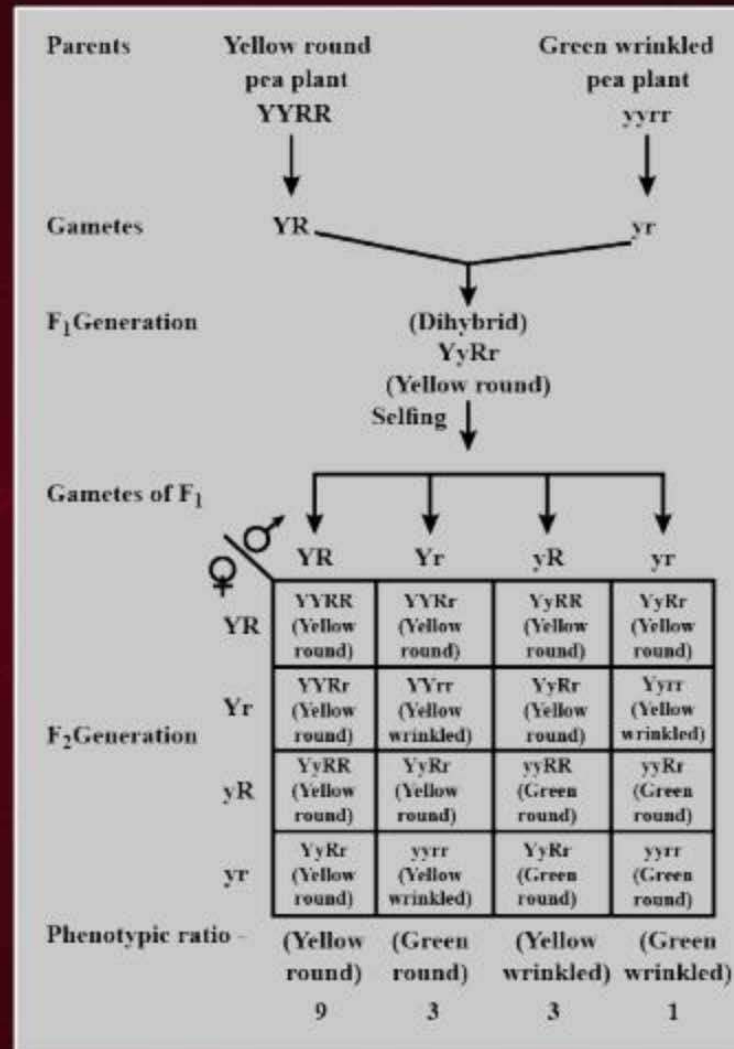 Parents
Yellow round
pea plant
YYRR
Green wrinkled
pea plant
yyrr
Gametes
YR
yr
F₁Generation
(Dihybrid)
YyRr
(Yellow round)
Selfing
Gametes of F₁
♀ ♂ YR Yr yR yr
YR
YYRR YYRr YyRR YyRr
(Yellow (Yellow (Yellow (Yellow
round) round) round) round)
Yr
YYRr YYrr YyRr Yyrr
(Yellow (Yellow (Yellow (Yellow
round) wrinkled) round) wrinkled)
F₂Generation
yR
YyRR YyRr yyRR yyRr
(Yellow (Yellow (Green (Green
round) round) round) round)
yr
YyRr yyrr YyRr yyrr
(Yellow (Yellow (Green (Green
round) wrinkled) round) round)
Phenotypic ratio -
(Yellow (Green (Yellow (Green
round) round) wrinkled) wrinkled)
9 3 3 1